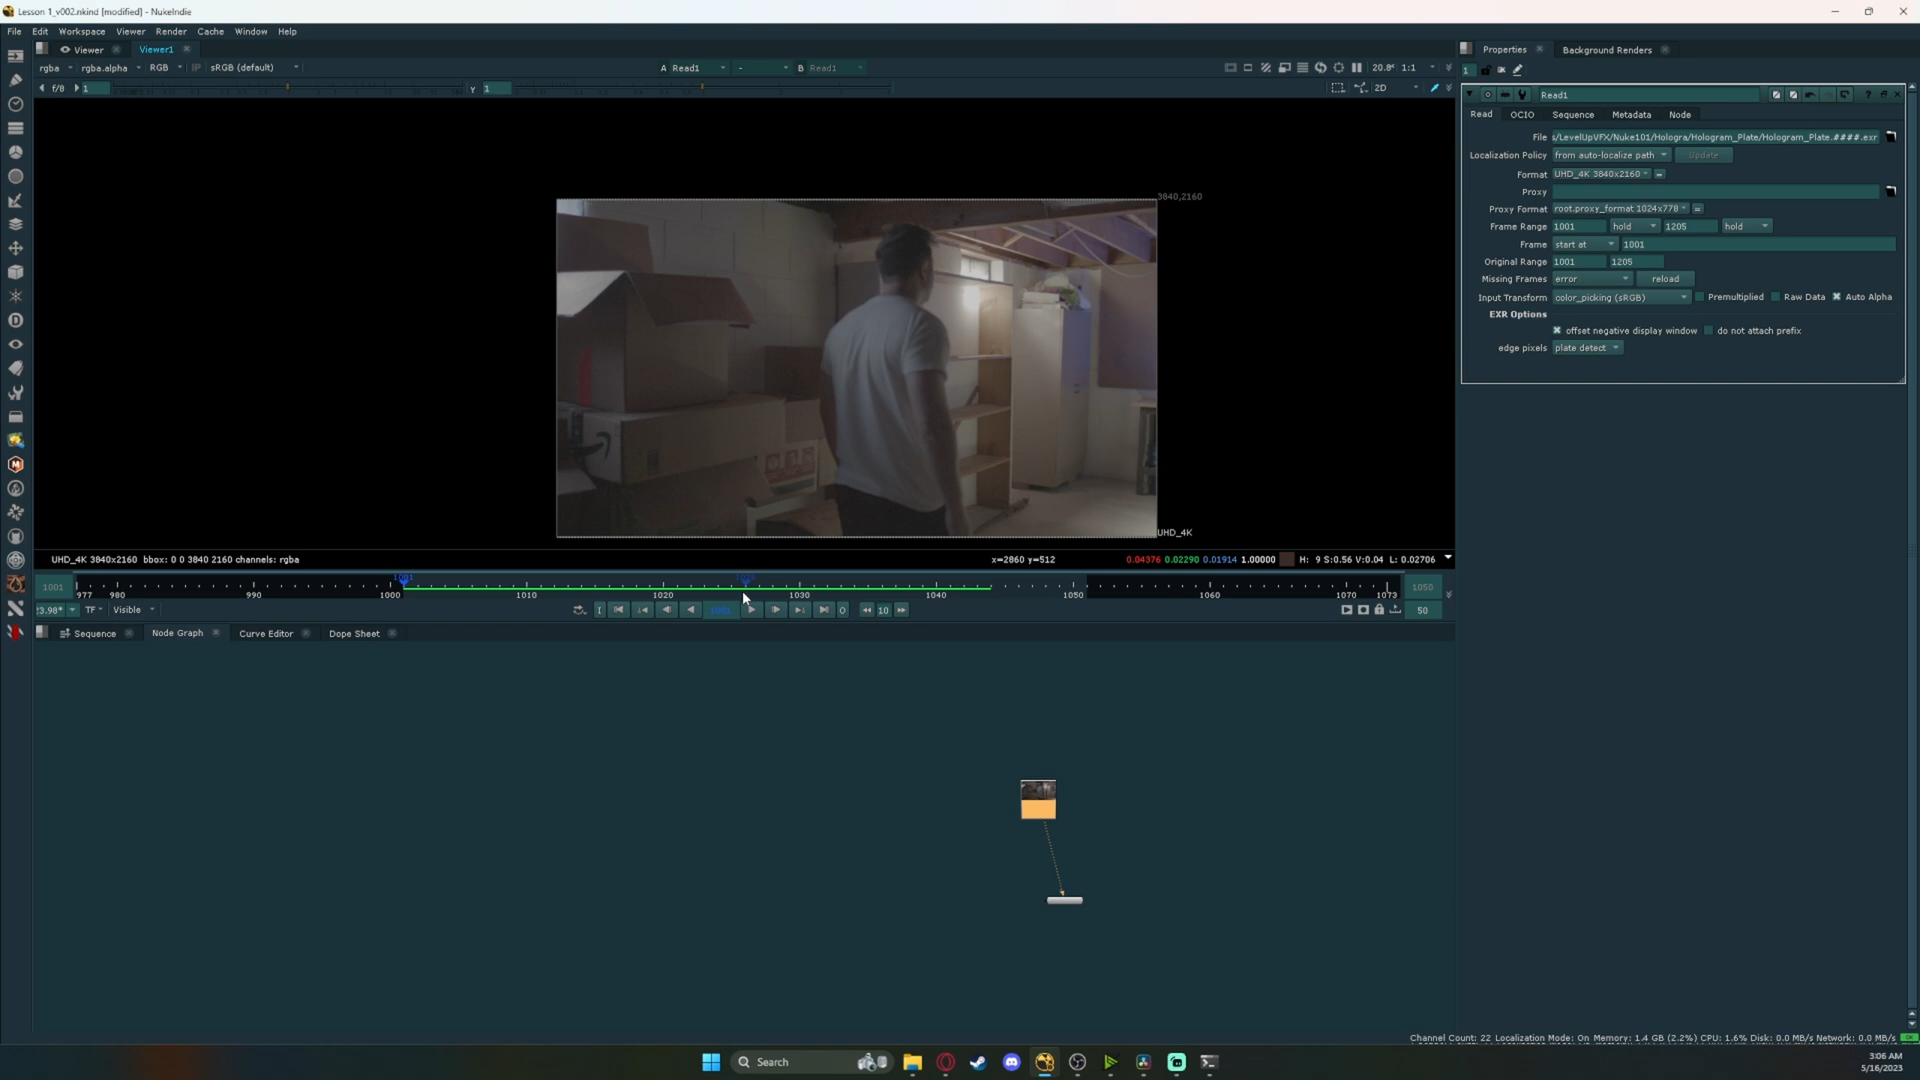 Lesson 1_v002.nkind [modified] - NukeIndie
File Edit Workspace Viewer Render Cache Window Help
Viewer Viewer1
rgba rgba.alpha RGB IP sRGB (default) A Read1 - B Read1 20.8* 1:1
f/8 1 Y 1 2D
3840,2160
UHD_4K
UHD_4K 3840x2160 bbox: 0 0 3840 2160 channels: rgba x=2860 y=512 0.04376 0.02290 0.01914 1.00000 H: 9 S:0.56 V:0.04 L: 0.02706
1001 977 980 990 1000 1010 1020 1030 1040 1050 1060 1070 1073 1050
1001
TF Visible I 1001 O 10 50
Sequence Node Graph Curve Editor Dope Sheet
Properties Background Renders
1
Read1
Read OCIO Sequence Metadata Node
File s/LevelUpVFX/Nuke101/Hologra/Hologram_Plate/Hologram_Plate.####.exr
Localization Policy from auto-localize path Update
Format UHD_4K 3840x2160 =
Proxy
Proxy Format root.proxy_format 1024x778 =
Frame Range 1001 hold 1205 hold
Frame start at 1001
Original Range 1001 1205
Missing Frames error reload
Input Transform color_picking (sRGB) Premultiplied Raw Data Auto Alpha
EXR Options
offset negative display window do not attach prefix
edge pixels plate detect
Channel Count: 22 Localization Mode: On Memory: 1.4 GB (2.2%) CPU: 1.6% Disk: 0.0 MB/s Network: 0.0 MB/s
Search
3:06 AM
5/16/2023